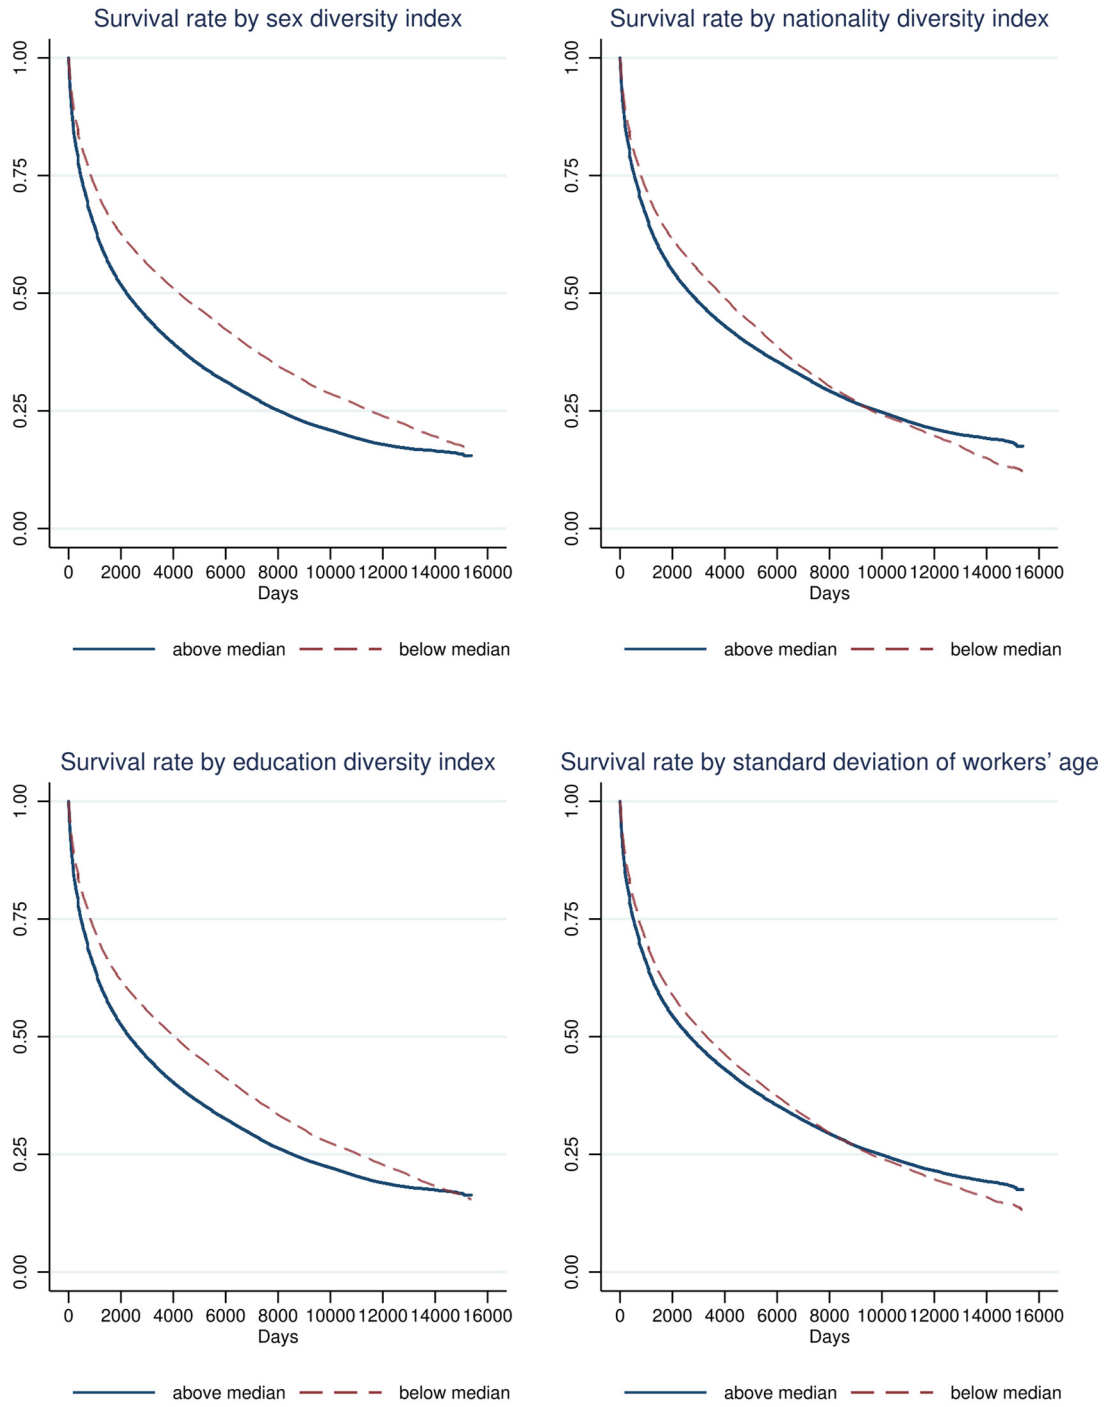 Survival rate by sex diversity index
1.00
0.75
0.50
0.25
0.00
0 2000 4000 6000 8000 10000 12000 14000 16000
Days
above median below median
Survival rate by nationality diversity index
1.00
0.75
0.50
0.25
0.00
0 2000 4000 6000 8000 10000 12000 14000 16000
Days
above median below median
Survival rate by education diversity index
1.00
0.75
0.50
0.25
0.00
0 2000 4000 6000 8000 10000 12000 14000 16000
Days
above median below median
Survival rate by standard deviation of workers’ age
1.00
0.75
0.50
0.25
0.00
0 2000 4000 6000 8000 10000 12000 14000 16000
Days
above median below median